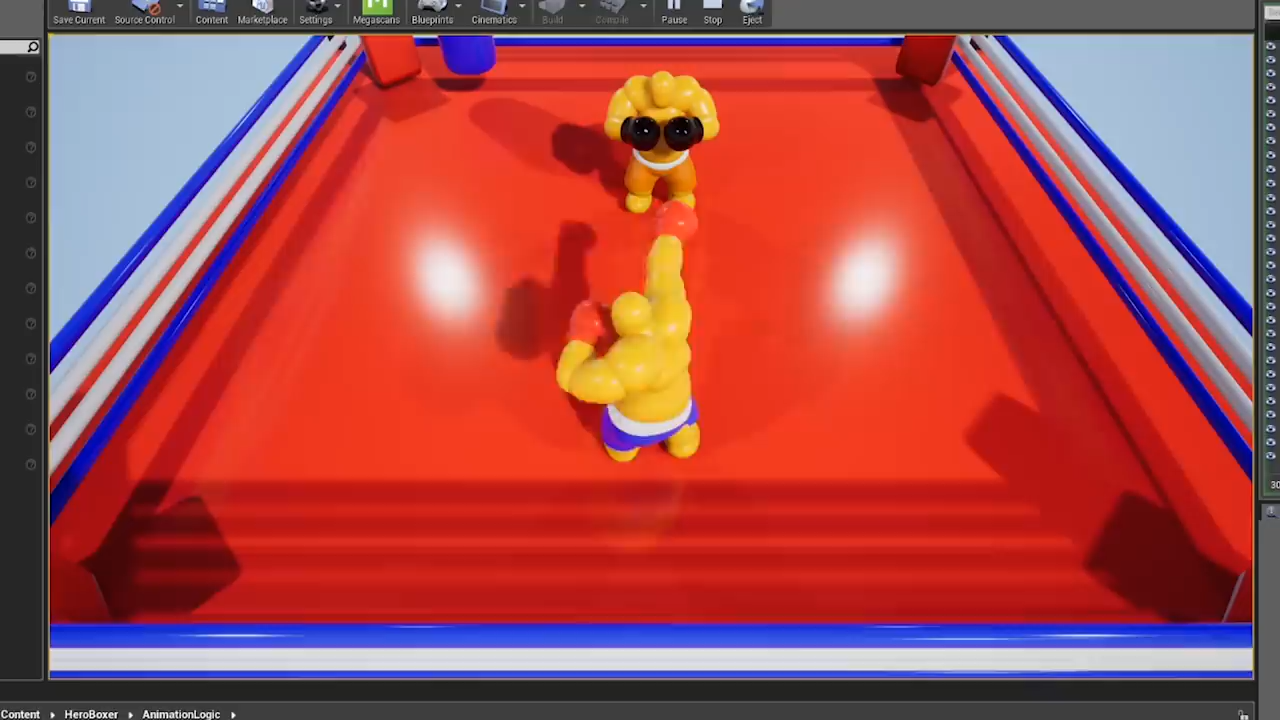 Save Current Source Control Content Marketplace Settings Megascans Blueprints Cinematics Build Compile Pause Stop Eject
Content HeroBoxer AnimationLogic